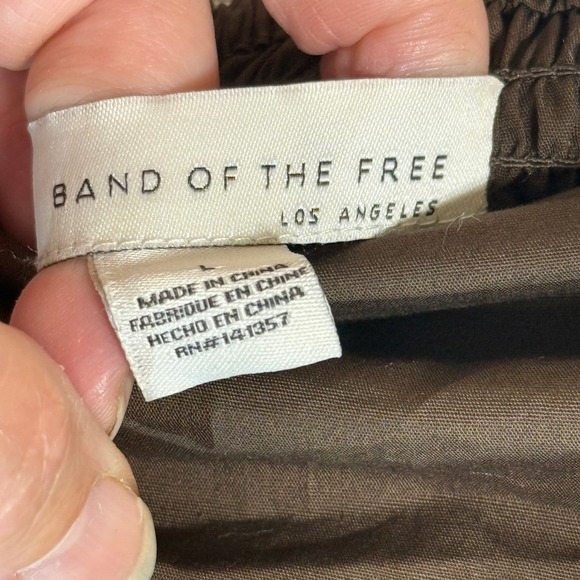 BAND OF THE FREE
LOS ANGELES
L
MADE IN CHINA
FABRIQUE EN CHINE
HECHO EN CHINA
RN#141357